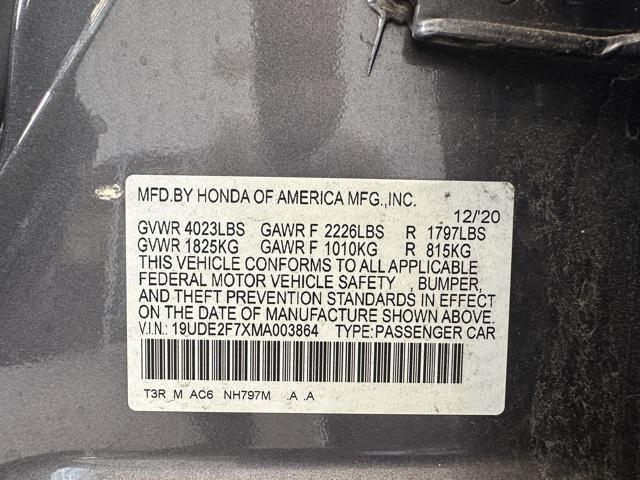 MFD.BY HONDA OF AMERICA MFG.,INC.
12/'20
GVWR 4023LBS GAWR F 2226LBS R 1797LBS
GVWR 1825KG GAWR F 1010KG R 815KG
THIS VEHICLE CONFORMS TO ALL APPLICABLE
FEDERAL MOTOR VEHICLE SAFETY , BUMPER,
AND THEFT PREVENTION STANDARDS IN EFFECT
ON THE DATE OF MANUFACTURE SHOWN ABOVE.
V.I.N.: 19UDE2F7XMA003864 TYPE:PASSENGER CAR
T3R M AC6 NH797M .A .A